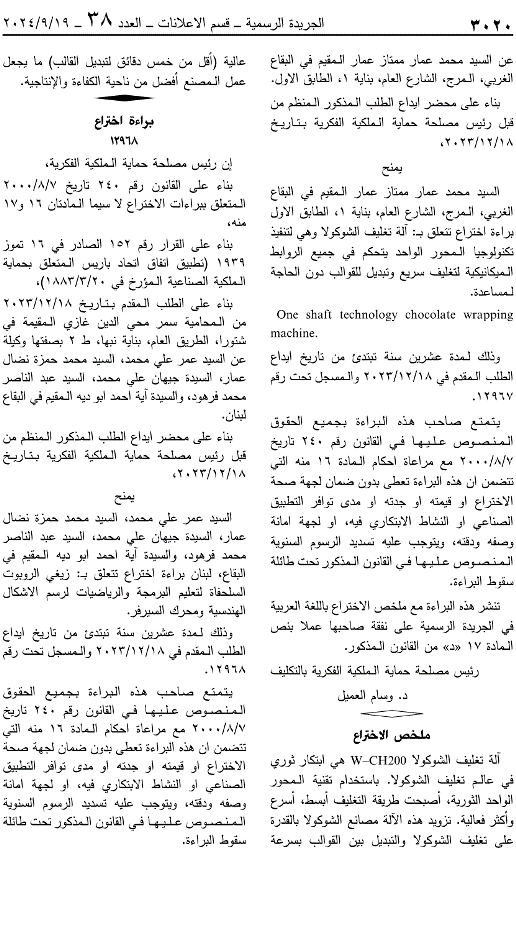 ٣٠٢٠
الجريدة الرسمية ــ قسم الاعلانات ــ العدد ٣٨ ــ ٢٠٢٤/٩/١٩
عن السيد محمد عمار ممتاز عمار المقيم في البقاع
الغربي، المرج، الشارع العام، بناية ١، الطابق الاول.
بناء على محضر ايداع الطلب المذكور المنظم من
قبل رئيس مصلحة حماية الملكية الفكرية بتاريخ
٢٠٢٣/١٢/١٨،
يمنح
السيد محمد عمار ممتاز عمار المقيم في البقاع
الغربي، المرج، الشارع العام، بناية ١، الطابق الاول
براءة اختراع تتعلق بـ: آلة تغليف الشوكولا وهي لتنفيذ
تكنولوجيا المحور الواحد يتحكم في جميع الروابط
الميكانيكية لتغليف سريع وتبديل للقوالب دون الحاجة
لمساعدة.
One shaft technology chocolate wrapping
machine.
وذلك لمدة عشرين سنة تبتدئ من تاريخ ايداع
الطلب المقدم في ٢٠٢٣/١٢/١٨ والمسجل تحت رقم
١٢٩٦٧.
يتمتع صاحب هذه البراءة بجميع الحقوق
المنصوص عليها في القانون رقم ٢٤٠ تاريخ
٢٠٠٠/٨/٧ مع مراعاة احكام المادة ١٦ منه التي
تتضمن ان هذه البراءة تعطى بدون ضمان لجهة صحة
الاختراع او قيمته او جدته او مدى توافر التطبيق
الصناعي او النشاط الابتكاري فيه، او لجهة امانة
وصفه ودقته، ويتوجب عليه تسديد الرسوم السنوية
المنصوص عليها في القانون المذكور تحت طائلة
سقوط البراءة.
تنشر هذه البراءة مع ملخص الاختراع باللغة العربية
في الجريدة الرسمية على نفقة صاحبها عملا بنص
المادة ١٧ «د» من القانون المذكور.
رئيس مصلحة حماية الملكية الفكرية بالتكليف
د. وسام العميل
ملخص الاختراع
آلة تغليف الشوكولا W–CH200 هي ابتكار ثوري
في عالم تغليف الشوكولا. باستخدام تقنية المحور
الواحد الثورية، أصبحت طريقة التغليف أبسط، أسرع
وأكثر فعالية. تزويد هذه الآلة مصانع الشوكولا بالقدرة
على تغليف الشوكولا والتبديل بين القوالب بسرعة
عالية (أقل من خمس دقائق لتبديل القالب) ما يجعل
عمل المصنع أفضل من ناحية الكفاءة والإنتاجية.
براءة اختراع
١٢٩٦٨
إن رئيس مصلحة حماية الملكية الفكرية،
بناء على القانون رقم ٢٤٠ تاريخ ٢٠٠٠/٨/٧
المتعلق ببراءات الاختراع لا سيما المادتان ١٦ و١٧
منه،
بناء على القرار رقم ١٥٢ الصادر في ١٦ تموز
١٩٣٩ (تطبيق اتفاق اتحاد باريس المتعلق بحماية
الملكية الصناعية المؤرخ في ١٨٨٣/٣/٢٠)،
بناء على الطلب المقدم بتاريخ ٢٠٢٣/١٢/١٨
من المحامية سمر محي الدين غازي المقيمة في
شتورا، الطريق العام، بناية نبها، ط ٢ بصفتها وكيلة
عن السيد عمر علي محمد، السيد محمد حمزة نضال
عمار، السيدة جيهان علي محمد، السيد عبد الناصر
محمد فرهود، والسيدة آية احمد ابو ديه المقيم في البقاع
لبنان.
بناء على محضر ايداع الطلب المذكور المنظم من
قبل رئيس مصلحة حماية الملكية الفكرية بتاريخ
٢٠٢٣/١٢/١٨،
يمنح
السيد عمر علي محمد، السيد محمد حمزة نضال
عمار، السيدة جيهان علي محمد، السيد عبد الناصر
محمد فرهود، والسيدة آية احمد ابو ديه المقيم في
البقاع، لبنان براءة اختراع تتعلق بـ: زيغي الروبوت
السلحفاة لتعليم البرمجة والرياضيات لرسم الاشكال
الهندسية ومحرك السيرفر.
وذلك لمدة عشرين سنة تبتدئ من تاريخ ايداع
الطلب المقدم في ٢٠٢٣/١٢/١٨ والمسجل تحت رقم
١٢٩٦٨.
يتمتع صاحب هذه البراءة بجميع الحقوق
المنصوص عليها في القانون رقم ٢٤٠ تاريخ
٢٠٠٠/٨/٧ مع مراعاة احكام المادة ١٦ منه التي
تتضمن ان هذه البراءة تعطى بدون ضمان لجهة صحة
الاختراع او قيمته او جدته او مدى توافر التطبيق
الصناعي او النشاط الابتكاري فيه، او لجهة امانة
وصفه ودقته، ويتوجب عليه تسديد الرسوم السنوية
المنصوص عليها في القانون المذكور تحت طائلة
سقوط البراءة.